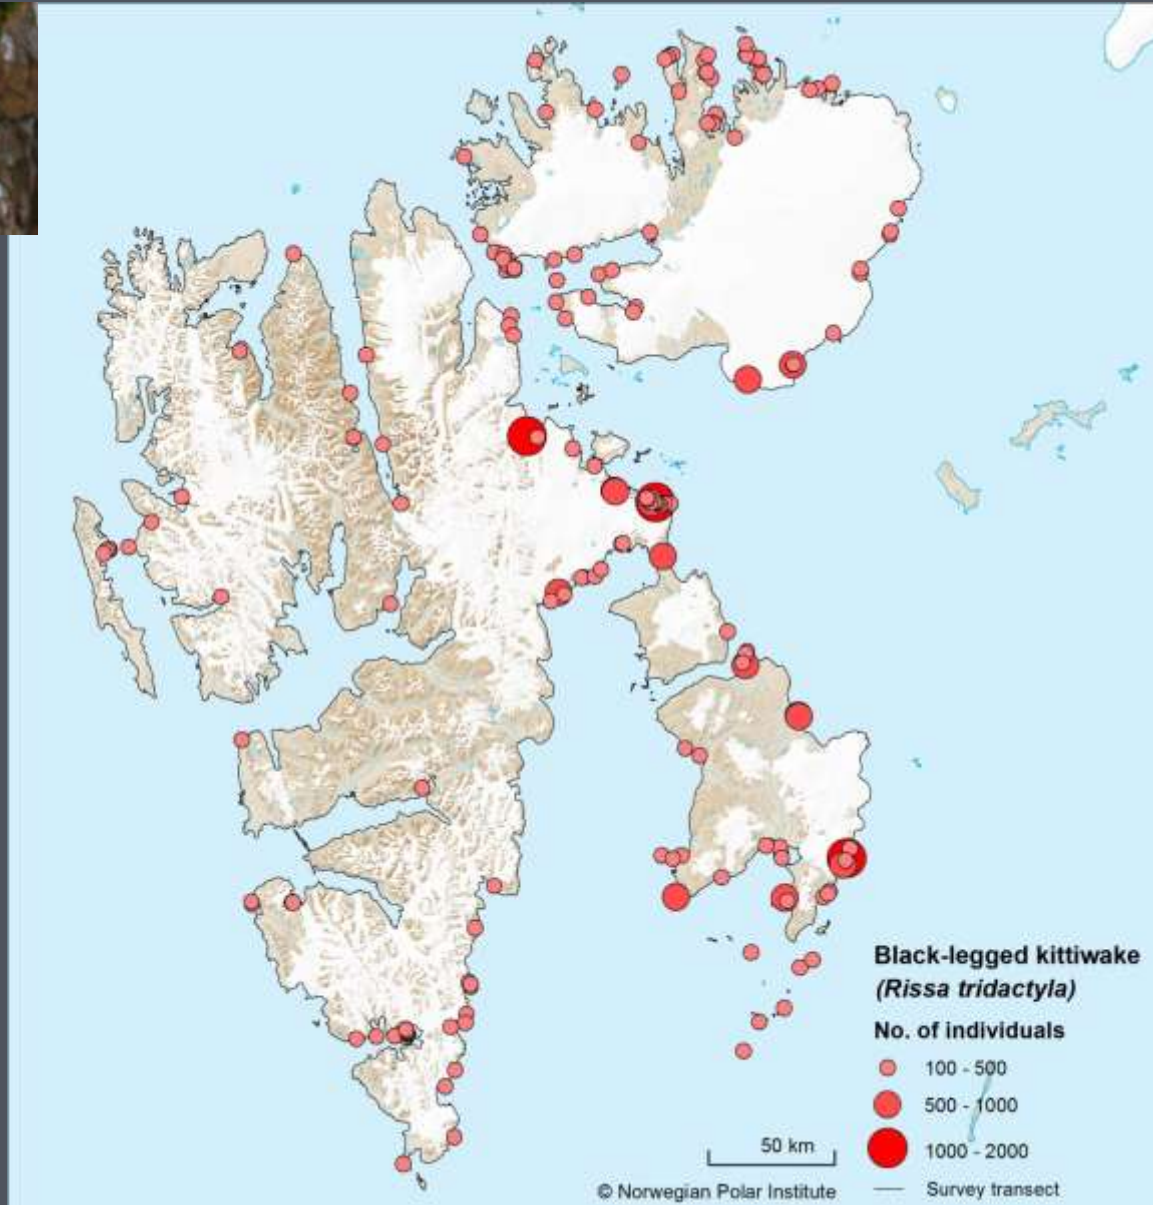 Black-legged kittiwake
(Rissa tridactyla)
No. of individuals
100 - 500
500 - 1000
1000 - 2000
50 km
© Norwegian Polar Institute
Survey transect